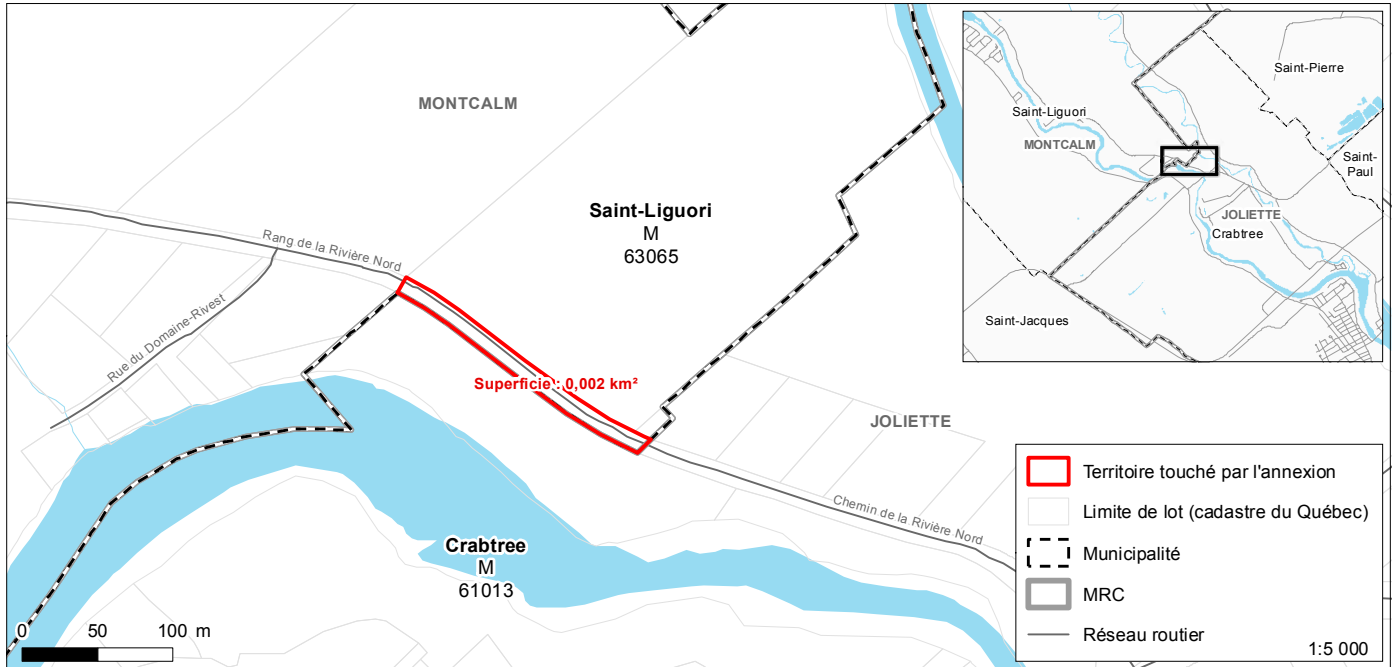 MONTCALM
Saint-Liguori
M
63065
Rang de la Rivière Nord
Rue du Domaine-Rivest
Superficie : 0,002 km²
JOLIETTE
Chemin de la Rivière Nord
Crabtree
M
61013
0 50 100 m
Saint-Pierre
Saint-Liguori
MONTCALM
Saint-
Paul
JOLIETTE
Crabtree
Saint-Jacques
Territoire touché par l'annexion
Limite de lot (cadastre du Québec)
Municipalité
MRC
Réseau routier
1:5 000